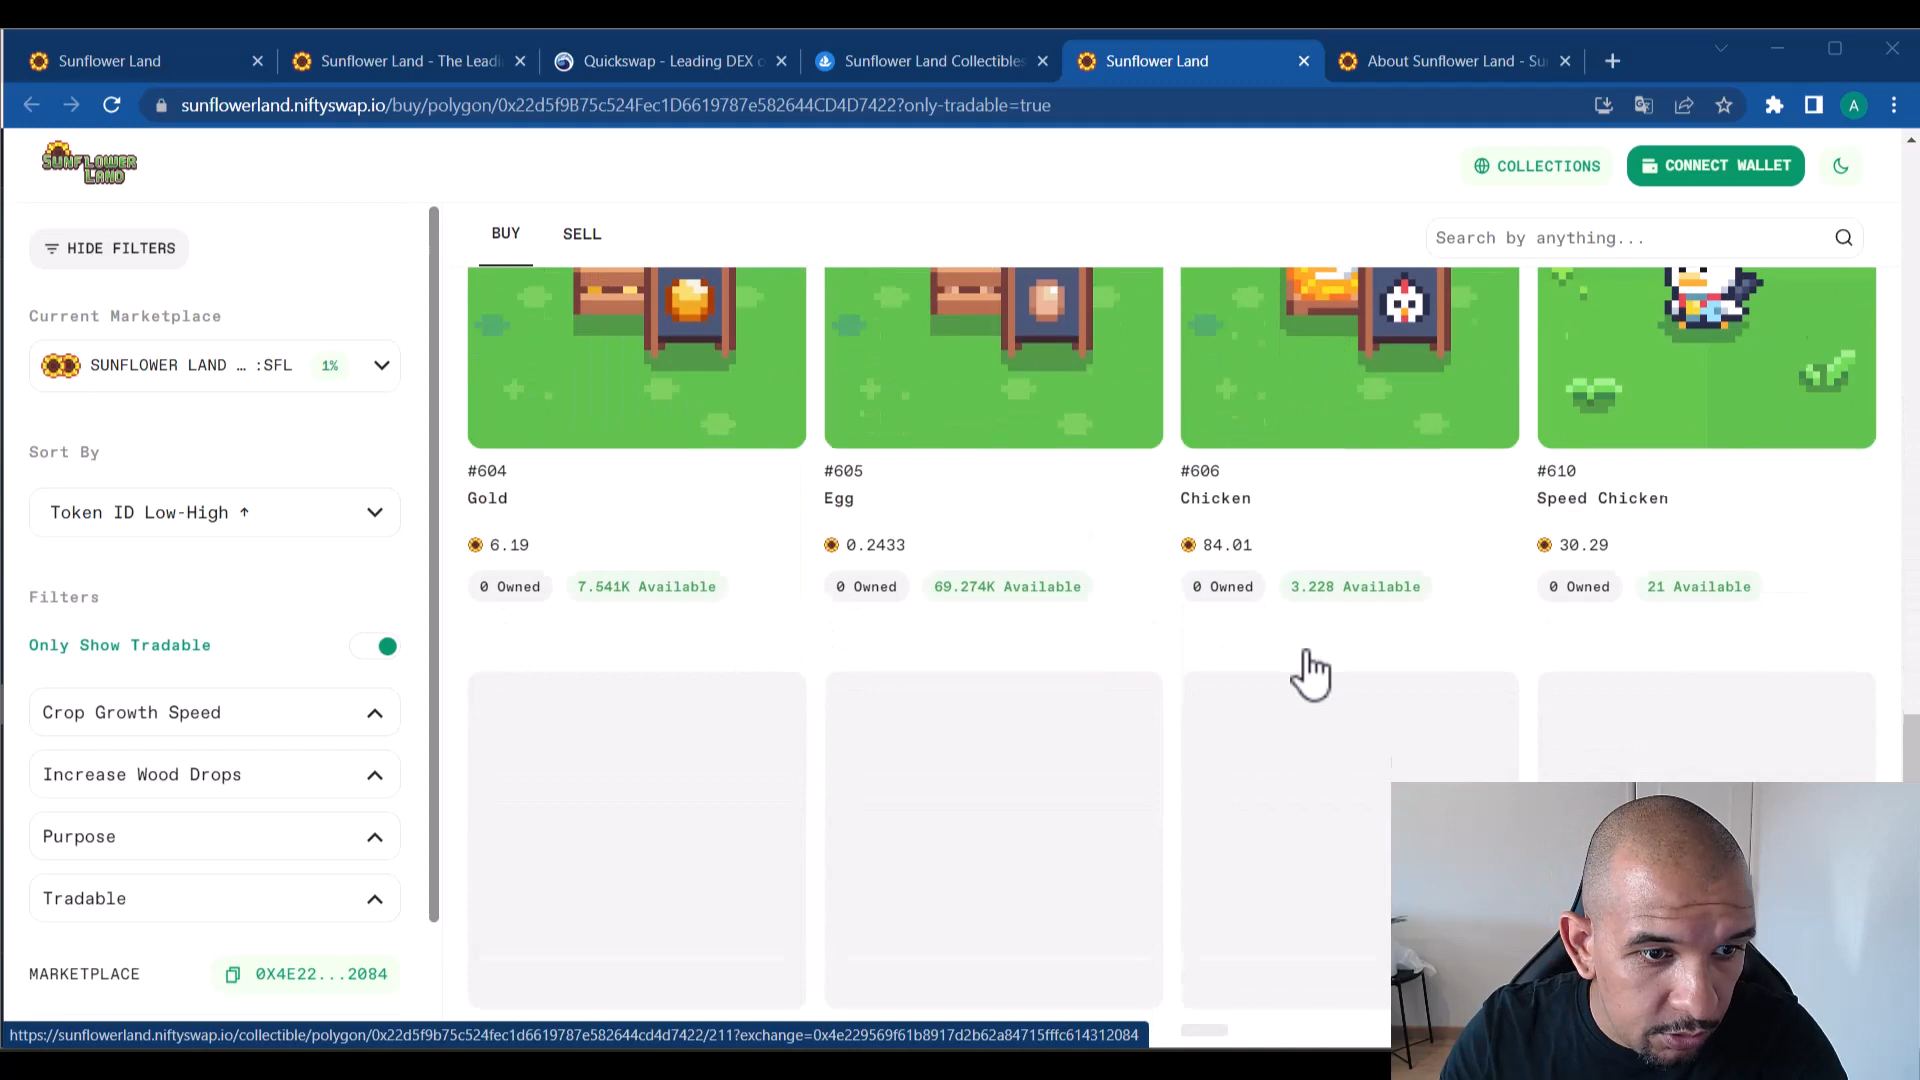 Sunflower Land
Sunflower Land - The Leadi
Quickswap - Leading DEX o
Sunflower Land Collectibles
Sunflower Land
About Sunflower Land - Su
sunflowerland.niftyswap.io/buy/polygon/0x22d5f9B75c524Fec1D6619787e582644CD4D7422?only-tradable=true
A
SUNFLOWER
LAND
COLLECTIONS
CONNECT WALLET
HIDE FILTERS
BUY
SELL
Search by anything...
Current Marketplace
SUNFLOWER LAND … :SFL
1%
Sort By
Token ID Low-High ↑
Filters
Only Show Tradable
Crop Growth Speed
Increase Wood Drops
Purpose
Tradable
MARKETPLACE
0X4E22...2084
#604
Gold
6.19
0 Owned
7.541K Available
#605
Egg
0.2433
0 Owned
69.274K Available
#606
Chicken
84.01
0 Owned
3.228 Available
#610
Speed Chicken
30.29
0 Owned
21 Available
https://sunflowerland.niftyswap.io/collectible/polygon/0x22d5f9b75c524fec1d6619787e582644cd4d7422/211?exchange=0x4e229569f61b8917d2b62a84715fffc614312084